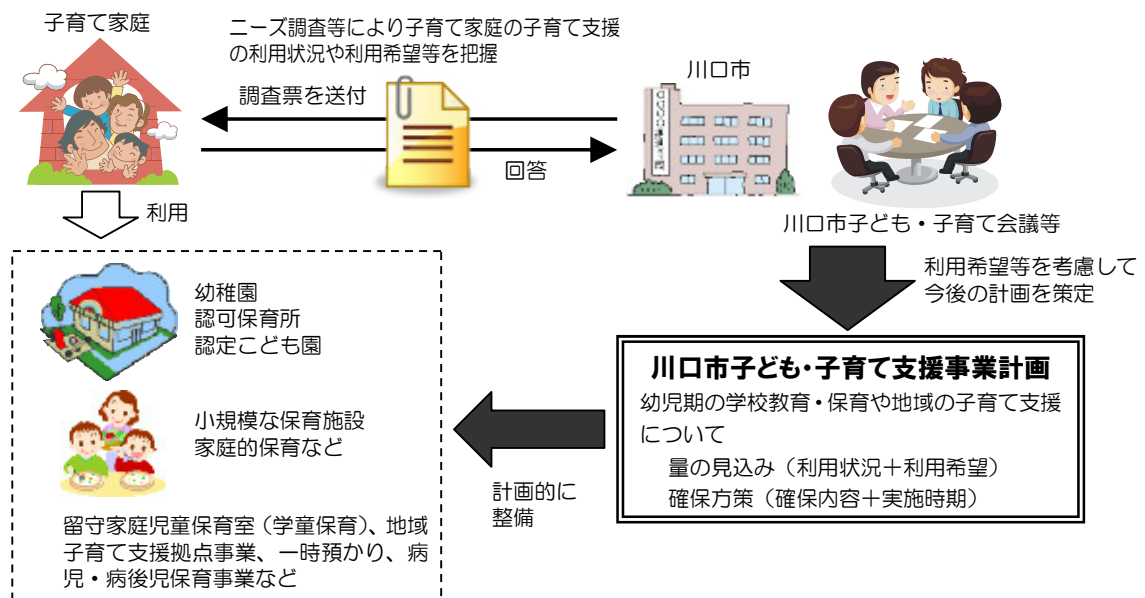 子育て家庭
ニーズ調査等により子育て家庭の子育て支援
の利用状況や利用希望等を把握
調査票を送付
回答
川口市
川口市子ども・子育て会議等
利用
利用希望等を考慮して
今後の計画を策定
幼稚園
認可保育所
認定こども園
小規模な保育施設
家庭的保育など
留守家庭児童保育室（学童保育）、地域
子育て支援拠点事業、一時預かり、病
児・病後児保育事業など
計画的に
整備
川口市子ども・子育て支援事業計画
幼児期の学校教育・保育や地域の子育て支援
について
量の見込み（利用状況＋利用希望）
確保方策（確保内容＋実施時期）